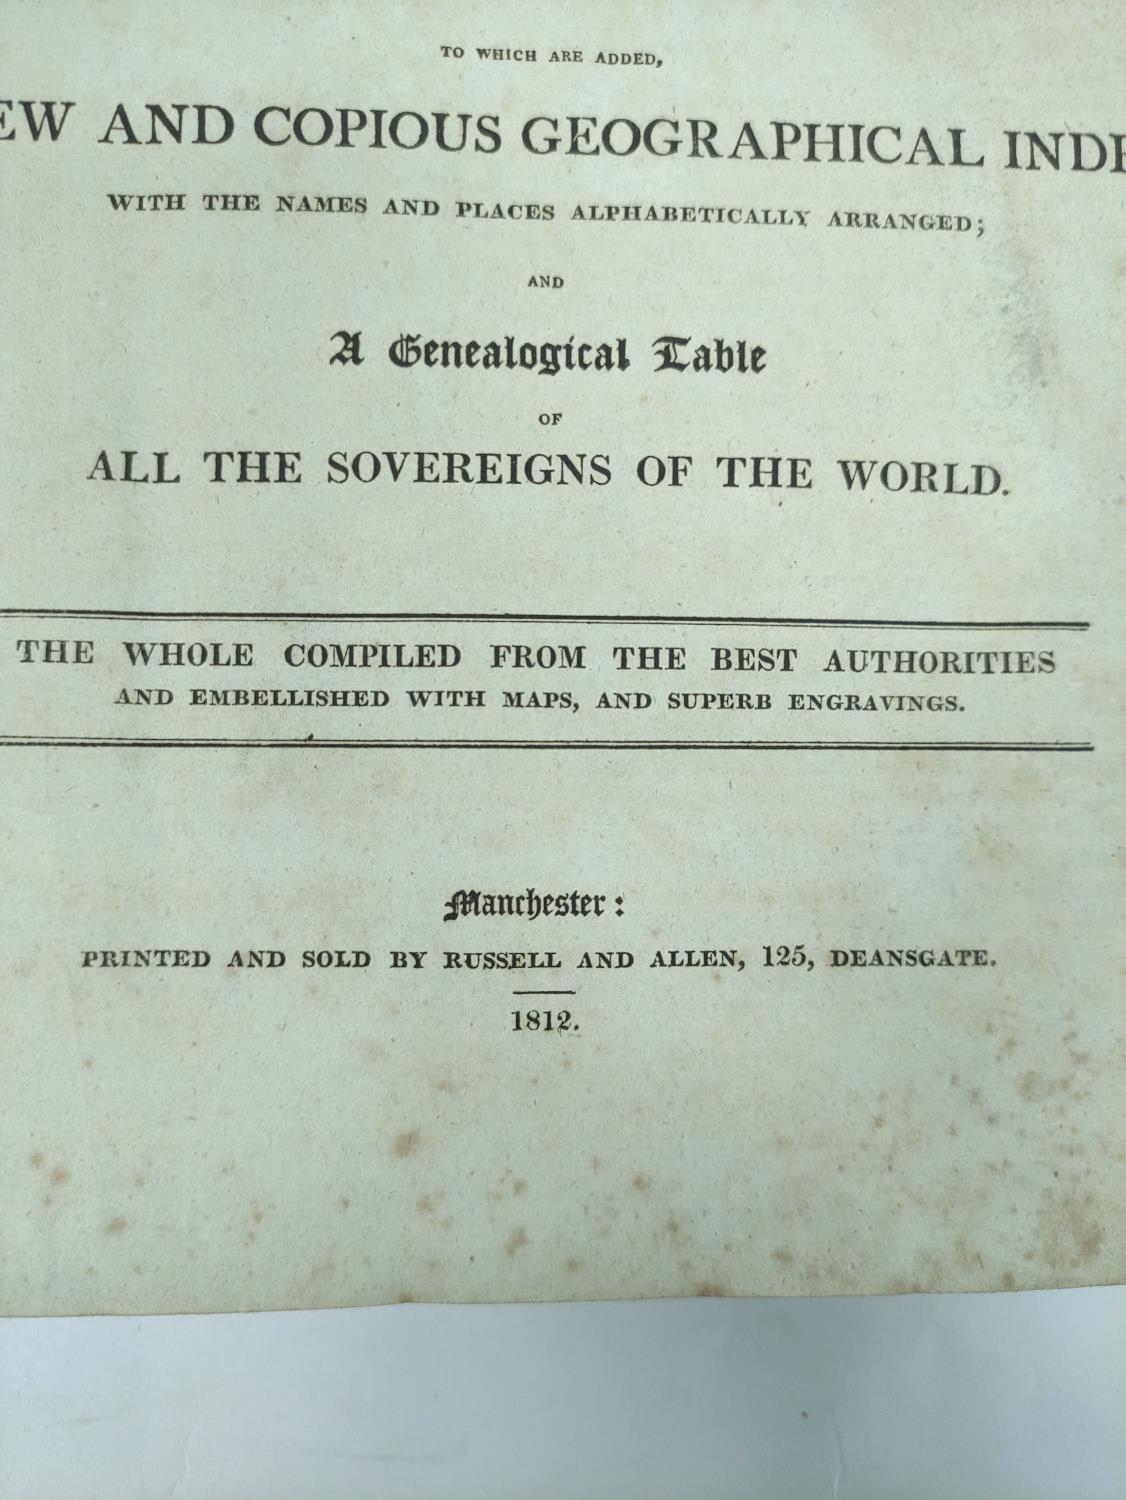 TO WHICH ARE ADDED,
EW AND COPIOUS GEOGRAPHICAL INDE
WITH THE NAMES AND PLACES ALPHABETICALLY ARRANGED;
AND
A Genealogical Table
OF
ALL THE SOVEREIGNS OF THE WORLD.
THE WHOLE COMPILED FROM THE BEST AUTHORITIES
AND EMBELLISHED WITH MAPS, AND SUPERB ENGRAVINGS.
Manchester:
PRINTED AND SOLD BY RUSSELL AND ALLEN, 125, DEANSGATE.
1812.